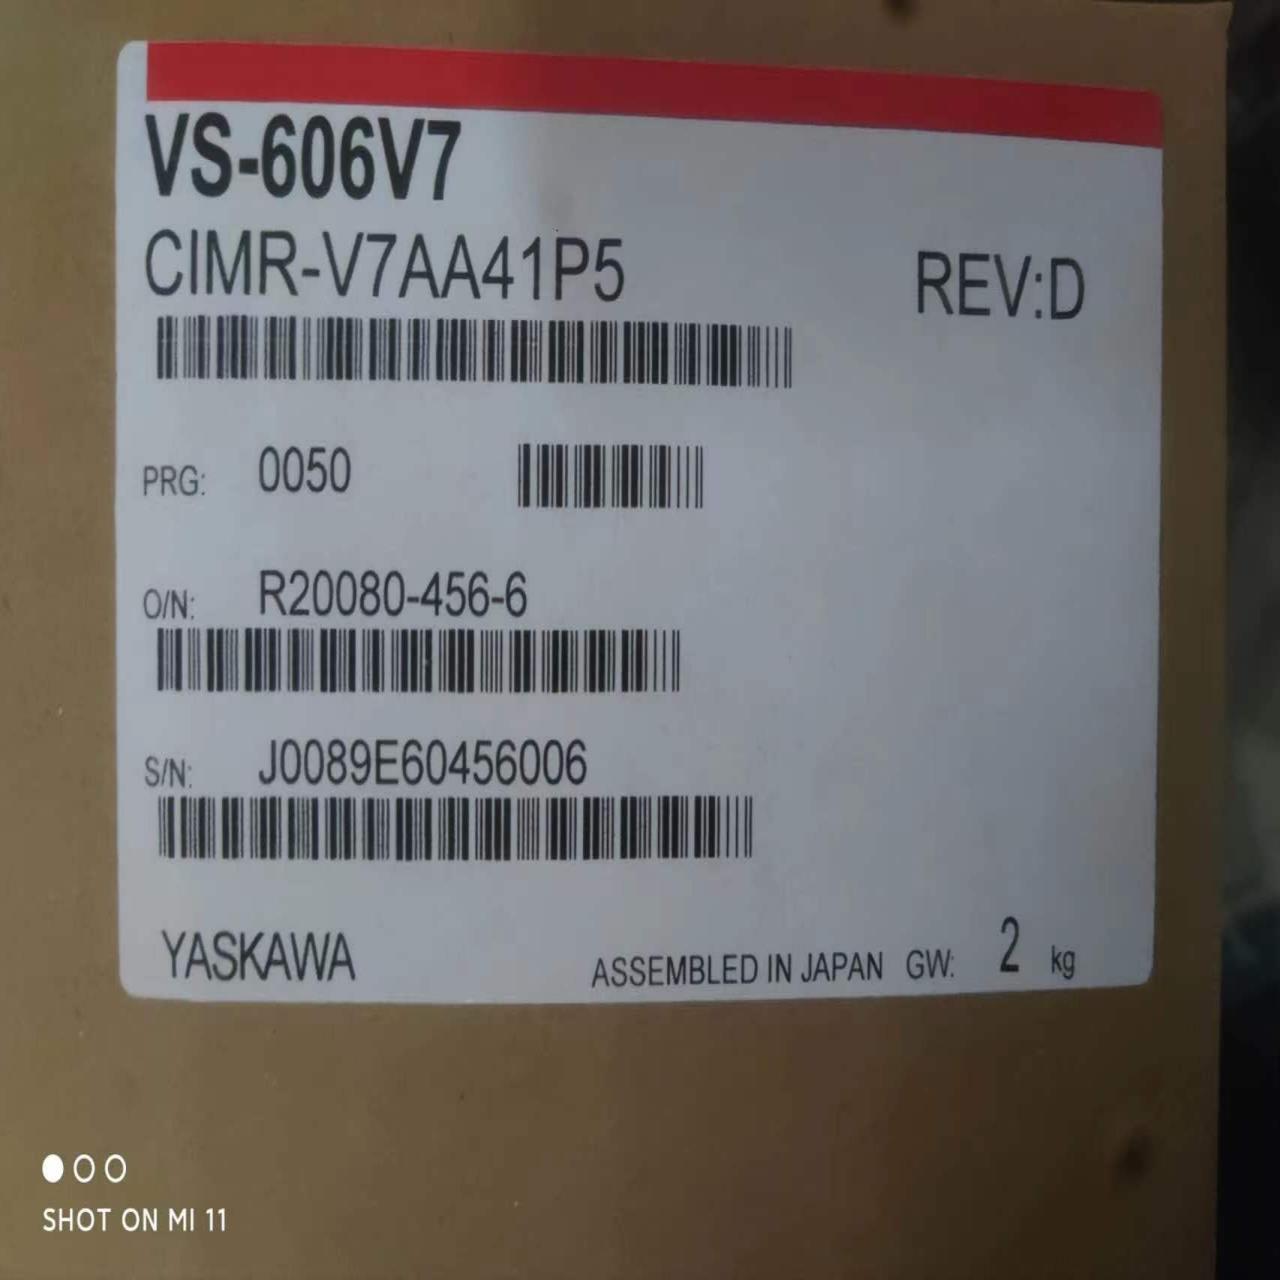 VS-606V7
CIMR-V7AA41P5 REV:D
PRG: 0050
O/N: R20080-456-6
S/N: J0089E60456006
YASKAWA ASSEMBLED IN JAPAN GW: 2 kg
SHOT ON MI 11